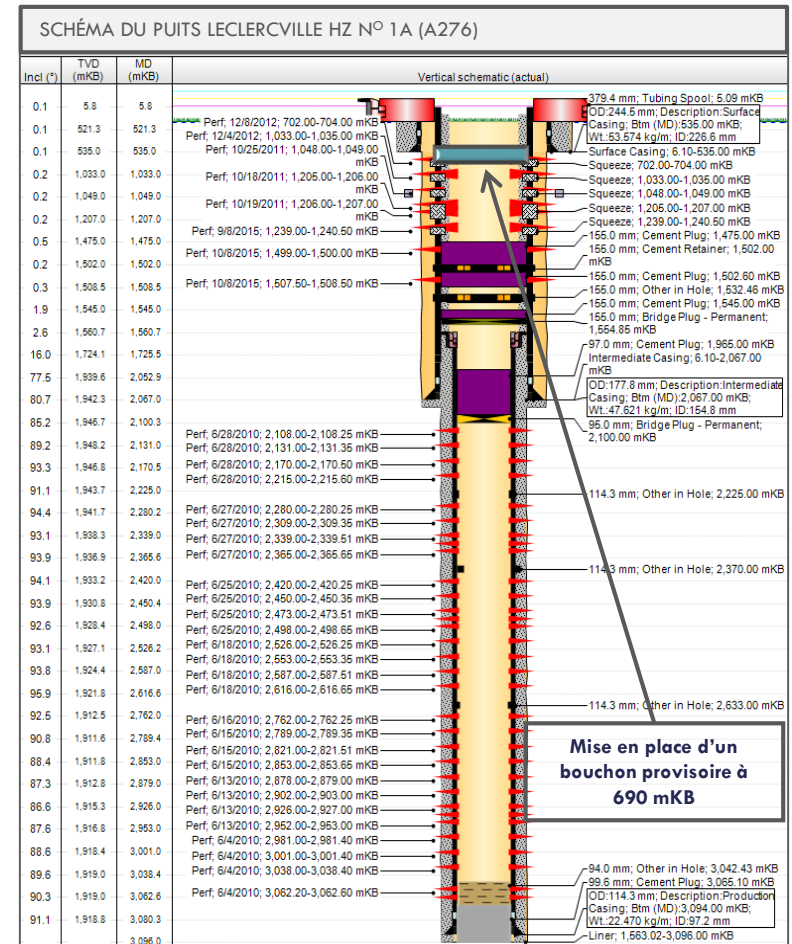 SCHÉMA DU PUITS LECLERCVILLE HZ NO 1A (A276)
Incl (°) TVD (mKB) MD (mKB) Vertical schematic (actual)
0.1 5.8 5.8
0.1 521.3 521.3
0.1 535.0 535.0
0.2 1,033.0 1,033.0
0.2 1,049.0 1,049.0
0.2 1,207.0 1,207.0
0.5 1,475.0 1,475.0
0.2 1,502.0 1,502.0
0.3 1,508.5 1,508.5
1.9 1,545.0 1,545.0
2.6 1,560.7 1,560.7
16.0 1,724.1 1,725.5
77.5 1,939.6 2,052.9
80.7 1,942.3 2,067.0
85.2 1,946.7 2,100.3
89.2 1,948.2 2,131.0
93.3 1,946.8 2,170.5
91.1 1,943.7 2,225.0
94.4 1,941.7 2,280.2
93.1 1,938.3 2,339.0
93.9 1,936.9 2,365.6
94.1 1,933.2 2,420.0
93.9 1,930.8 2,450.4
92.6 1,928.4 2,498.0
93.1 1,927.1 2,526.2
93.8 1,924.4 2,587.0
95.9 1,921.8 2,616.6
92.5 1,912.5 2,762.0
90.8 1,911.6 2,789.4
88.4 1,911.8 2,853.0
87.3 1,912.8 2,879.0
86.6 1,915.3 2,926.0
87.6 1,916.8 2,953.0
88.6 1,918.4 3,001.0
89.6 1,919.0 3,038.4
90.3 1,919.0 3,062.6
91.1 1,918.8 3,080.3
3,096.0
Perf; 12/8/2012; 702.00-704.00 mKB
Perf; 12/4/2012; 1,033.00-1,035.00 mKB
Perf; 10/25/2011; 1,048.00-1,049.00
mKB
Perf; 10/18/2011; 1,205.00-1,206.00
mKB
Perf; 10/19/2011; 1,206.00-1,207.00
mKB
Perf; 9/8/2015; 1,239.00-1,240.50 mKB
Perf; 10/8/2015; 1,499.00-1,500.00 mKB
Perf; 10/8/2015; 1,507.50-1,508.50 mKB
Perf; 6/28/2010; 2,108.00-2,108.25 mKB
Perf; 6/28/2010; 2,131.00-2,131.35 mKB
Perf; 6/28/2010; 2,170.00-2,170.50 mKB
Perf; 6/28/2010; 2,215.00-2,215.60 mKB
Perf; 6/27/2010; 2,280.00-2,280.25 mKB
Perf; 6/27/2010; 2,309.00-2,309.35 mKB
Perf; 6/27/2010; 2,339.00-2,339.51 mKB
Perf; 6/27/2010; 2,365.00-2,365.65 mKB
Perf; 6/25/2010; 2,420.00-2,420.25 mKB
Perf; 6/25/2010; 2,450.00-2,450.35 mKB
Perf; 6/25/2010; 2,473.00-2,473.51 mKB
Perf; 6/25/2010; 2,498.00-2,498.65 mKB
Perf; 6/18/2010; 2,526.00-2,526.25 mKB
Perf; 6/18/2010; 2,553.00-2,553.35 mKB
Perf; 6/18/2010; 2,587.00-2,587.51 mKB
Perf; 6/18/2010; 2,616.00-2,616.65 mKB
Perf; 6/16/2010; 2,762.00-2,762.25 mKB
Perf; 6/15/2010; 2,789.00-2,789.35 mKB
Perf; 6/15/2010; 2,821.00-2,821.51 mKB
Perf; 6/15/2010; 2,853.00-2,853.65 mKB
Perf; 6/13/2010; 2,878.00-2,879.00 mKB
Perf; 6/13/2010; 2,902.00-2,903.00 mKB
Perf; 6/13/2010; 2,926.00-2,927.00 mKB
Perf; 6/13/2010; 2,952.00-2,953.00 mKB
Perf; 6/4/2010; 2,981.00-2,981.40 mKB
Perf; 6/4/2010; 3,001.00-3,001.40 mKB
Perf; 6/4/2010; 3,038.00-3,038.40 mKB
Perf; 6/4/2010; 3,062.20-3,062.60 mKB
379.4 mm; Tubing Spool; 5.09 mKB
OD:244.5 mm; Description:Surface
Casing; Btm (MD):535.00 mKB;
Wt.:53.574 kg/m; ID:226.6 mm
Surface Casing; 6.10-535.00 mKB
Squeeze; 702.00-704.00 mKB
Squeeze; 1,033.00-1,035.00 mKB
Squeeze; 1,048.00-1,049.00 mKB
Squeeze; 1,205.00-1,207.00 mKB
Squeeze; 1,239.00-1,240.50 mKB
155.0 mm; Cement Plug; 1,475.00 mKB
155.0 mm; Cement Retainer; 1,502.00
mKB
155.0 mm; Cement Plug; 1,502.60 mKB
155.0 mm; Other in Hole; 1,532.46 mKB
155.0 mm; Cement Plug; 1,545.00 mKB
155.0 mm; Bridge Plug - Permanent;
1,554.85 mKB
97.0 mm; Cement Plug; 1,965.00 mKB
Intermediate Casing; 6.10-2,067.00
mKB
OD:177.8 mm; Description:Intermediate
Casing; Btm (MD):2,067.00 mKB;
Wt.:47.621 kg/m; ID:154.8 mm
95.0 mm; Bridge Plug - Permanent;
2,100.00 mKB
114.3 mm; Other in Hole; 2,225.00 mKB
114.3 mm; Other in Hole; 2,370.00 mKB
114.3 mm; Other in Hole; 2,633.00 mKB
Mise en place d'un
bouchon provisoire à
690 mKB
94.0 mm; Other in Hole; 3,042.43 mKB
99.6 mm; Cement Plug; 3,065.10 mKB
OD:114.3 mm; Description:Production
Casing; Btm (MD):3,094.00 mKB;
Wt.:22.470 kg/m; ID:97.2 mm
Liner; 1,563.02-3,096.00 mKB